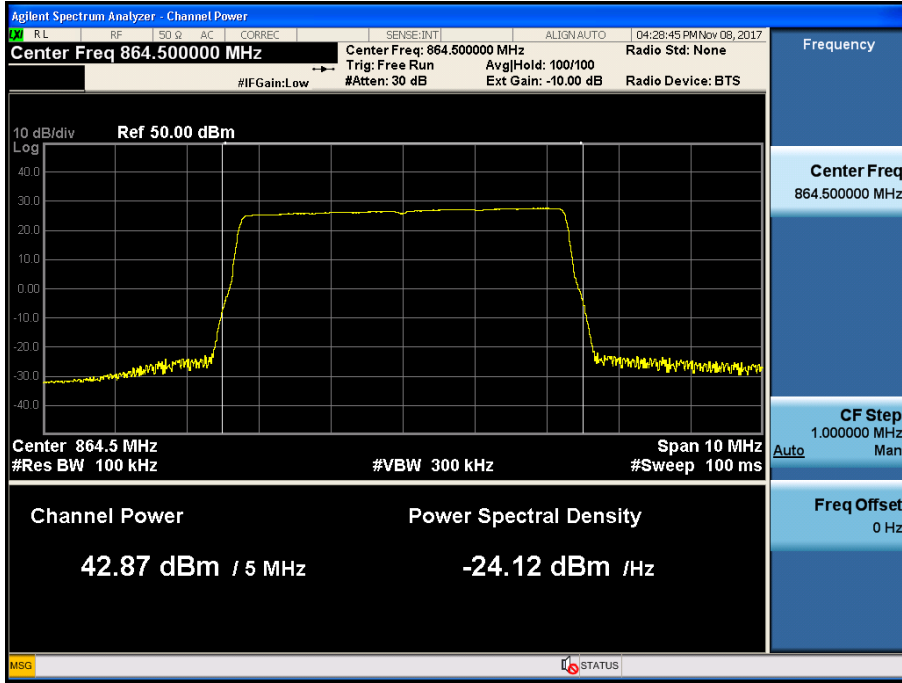 Agilent Spectrum Analyzer - Channel Power
LXI RL RF 50 Ω AC CORREC SENSE:INT ALIGN AUTO 04:28:45 PM Nov 08, 2017
Center Freq 864.500000 MHz
Center Freq: 864.500000 MHz
Radio Std: None
Trig: Free Run Avg|Hold: 100/100
#IFGain:Low
#Atten: 30 dB Ext Gain: -10.00 dB Radio Device: BTS
10 dB/div Ref 50.00 dBm
Log
40.0
30.0
20.0
10.0
0.00
-10.0
-20.0
-30.0
-40.0
Center 864.5 MHz Span 10 MHz
#Res BW 100 kHz #VBW 300 kHz #Sweep 100 ms
Channel Power Power Spectral Density
42.87 dBm / 5 MHz -24.12 dBm /Hz
MSG STATUS
Frequency
Center Freq
864.500000 MHz
CF Step
1.000000 MHz
Auto Man
Freq Offset
0 Hz